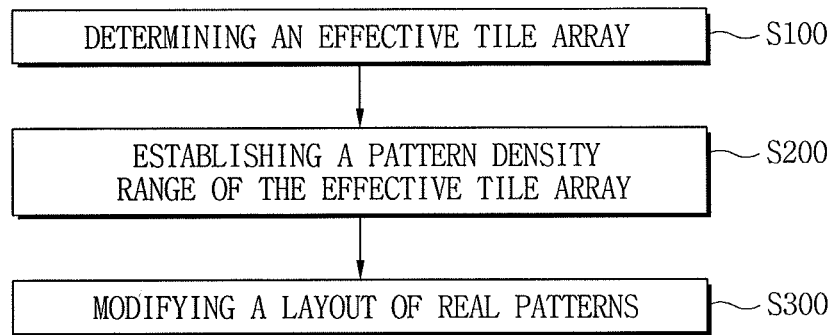 DETERMINING AN EFFECTIVE TILE ARRAY
S100
ESTABLISHING A PATTERN DENSITY
RANGE OF THE EFFECTIVE TILE ARRAY
S200
MODIFYING A LAYOUT OF REAL PATTERNS
S300